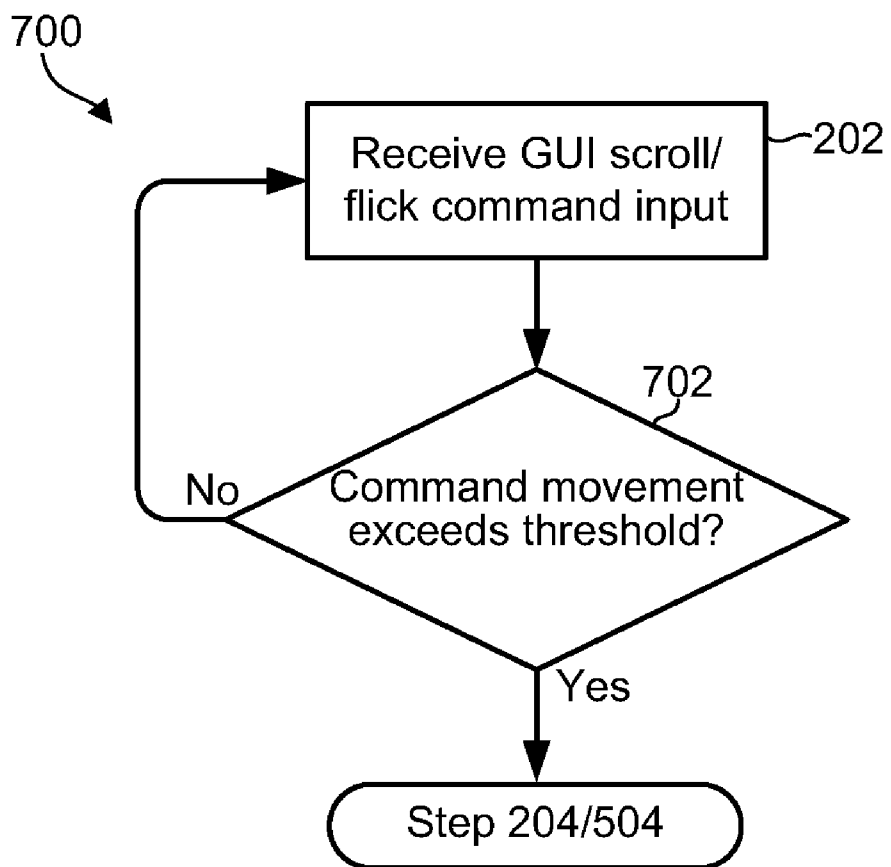 700
Receive GUI scroll/
flick command input
202
702
Command movement
exceeds threshold?
No
Yes
Step 204/504